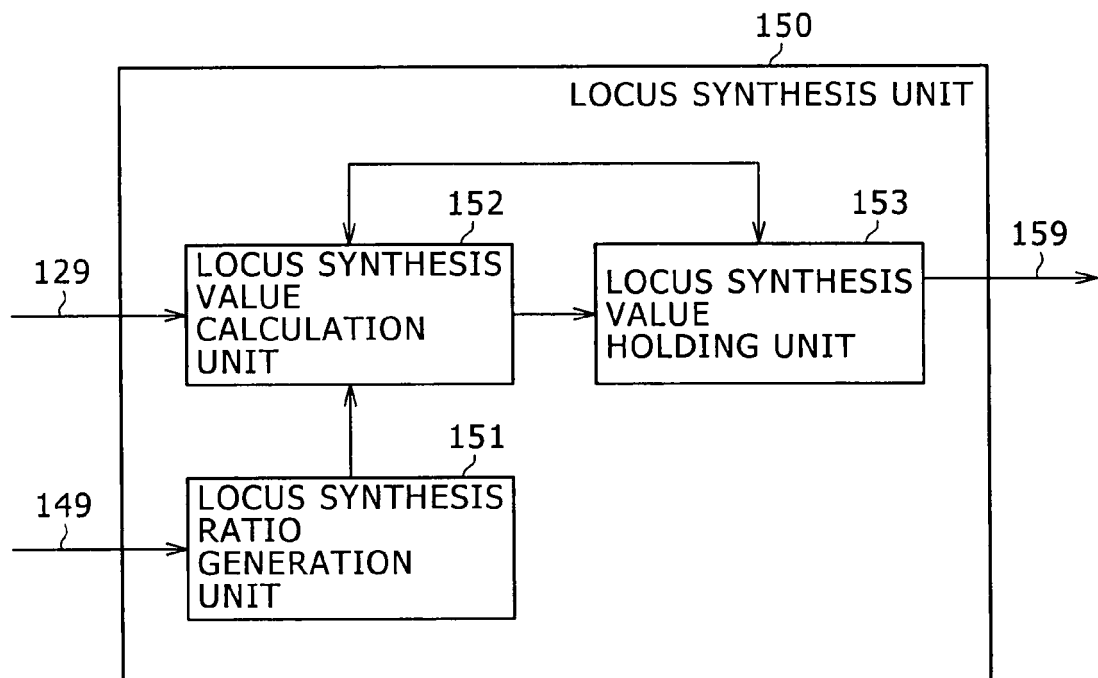 150
LOCUS SYNTHESIS UNIT
152
153
159
129
LOCUS SYNTHESIS
VALUE
CALCULATION
UNIT
LOCUS SYNTHESIS
VALUE
HOLDING UNIT
151
149
LOCUS SYNTHESIS
RATIO
GENERATION
UNIT